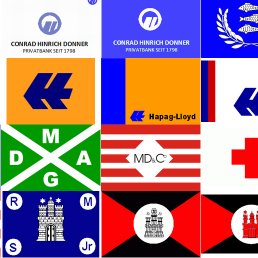 CONRAD HINRICH DONNER
PRIVATBANK SEIT 1798
CONRAD HINRICH DONNER
PRIVATBANK SEIT 1798
Hapag-Lloyd
M
D A
G
MD&C°
R M
S Jr